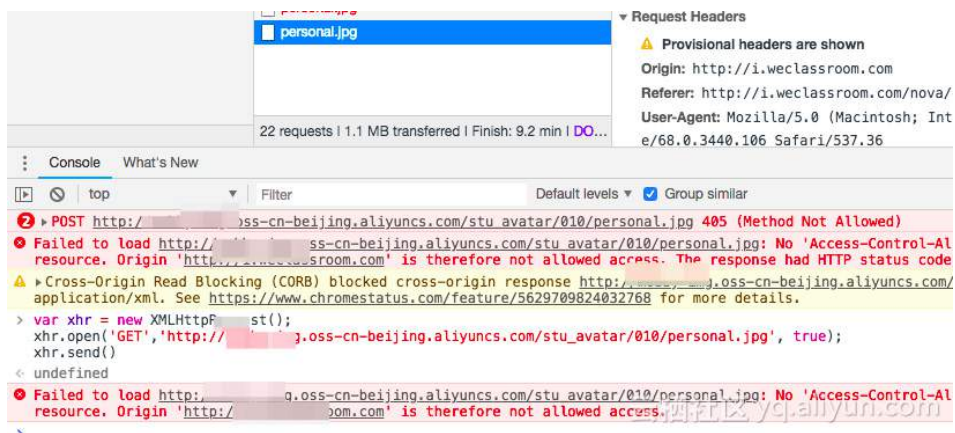 personal.jpg
personal.jpg
22 requests | 1.1 MB transferred | Finish: 9.2 min | DO...
▼ Request Headers
Provisional headers are shown
Origin: http://i.weclassroom.com
Referer: http://i.weclassroom.com/nova/
User-Agent: Mozilla/5.0 (Macintosh; Int
e/68.0.3440.106 Safari/537.36
Console What's New
top Filter Default levels ▼ Group similar
2 POST http:/ oss-cn-beijing.aliyuncs.com/stu_avatar/010/personal.jpg 405 (Method Not Allowed)
Failed to load http:/ ss-cn-beijing.aliyuncs.com/stu_avatar/010/personal.jpg: No 'Access-Control-Al
resource. Origin 'http://i.weclassroom.com' is therefore not allowed access. The response had HTTP status code
Cross-Origin Read Blocking (CORB) blocked cross-origin response http: .oss-cn-beijing.aliyuncs.com/
application/xml. See https://www.chromestatus.com/feature/5629709824032768 for more details.
> var xhr = new XMLHttpR st();
xhr.open('GET','http:// g.oss-cn-beijing.aliyuncs.com/stu_avatar/010/personal.jpg', true);
xhr.send()
undefined
Failed to load http: g.oss-cn-beijing.aliyuncs.com/stu_avatar/010/personal.jpg: No 'Access-Control-Al
resource. Origin 'http:/ oom.com' is therefore not allowed access.
云栖社区 yq.aliyun.com